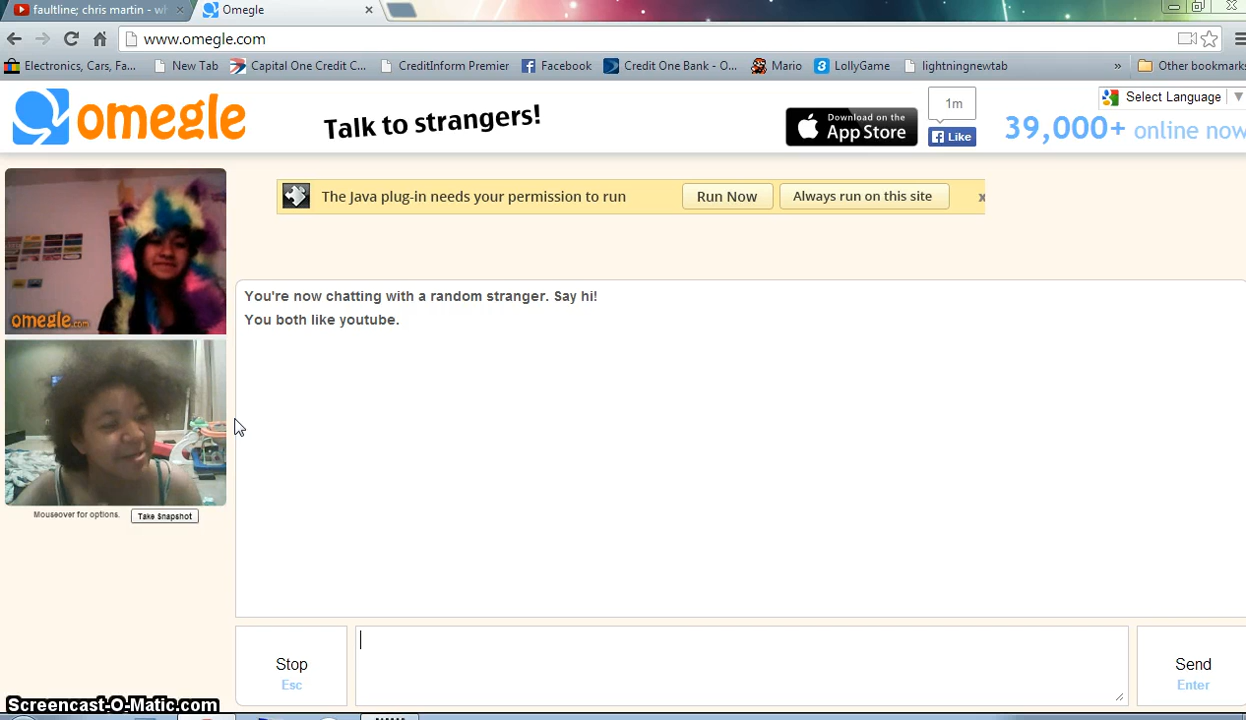 faultline; chris martin - wh
Omegle
www.omegle.com
Electronics, Cars, Fa...
New Tab
Capital One Credit C...
CreditInform Premier
Facebook
Credit One Bank - O...
Mario
LollyGame
lightningnewtab
»
Other bookmarks
omegle
Talk to strangers!
Download on the
App Store
1m
Like
Select Language
39,000+ online now
The Java plug-in needs your permission to run
Run Now
Always run on this site
x
omegle.com
You're now chatting with a random stranger. Say hi!
You both like youtube.
Mouseover for options.
Take Snapshot
Stop
Esc
Send
Enter
Screencast-O-Matic.com